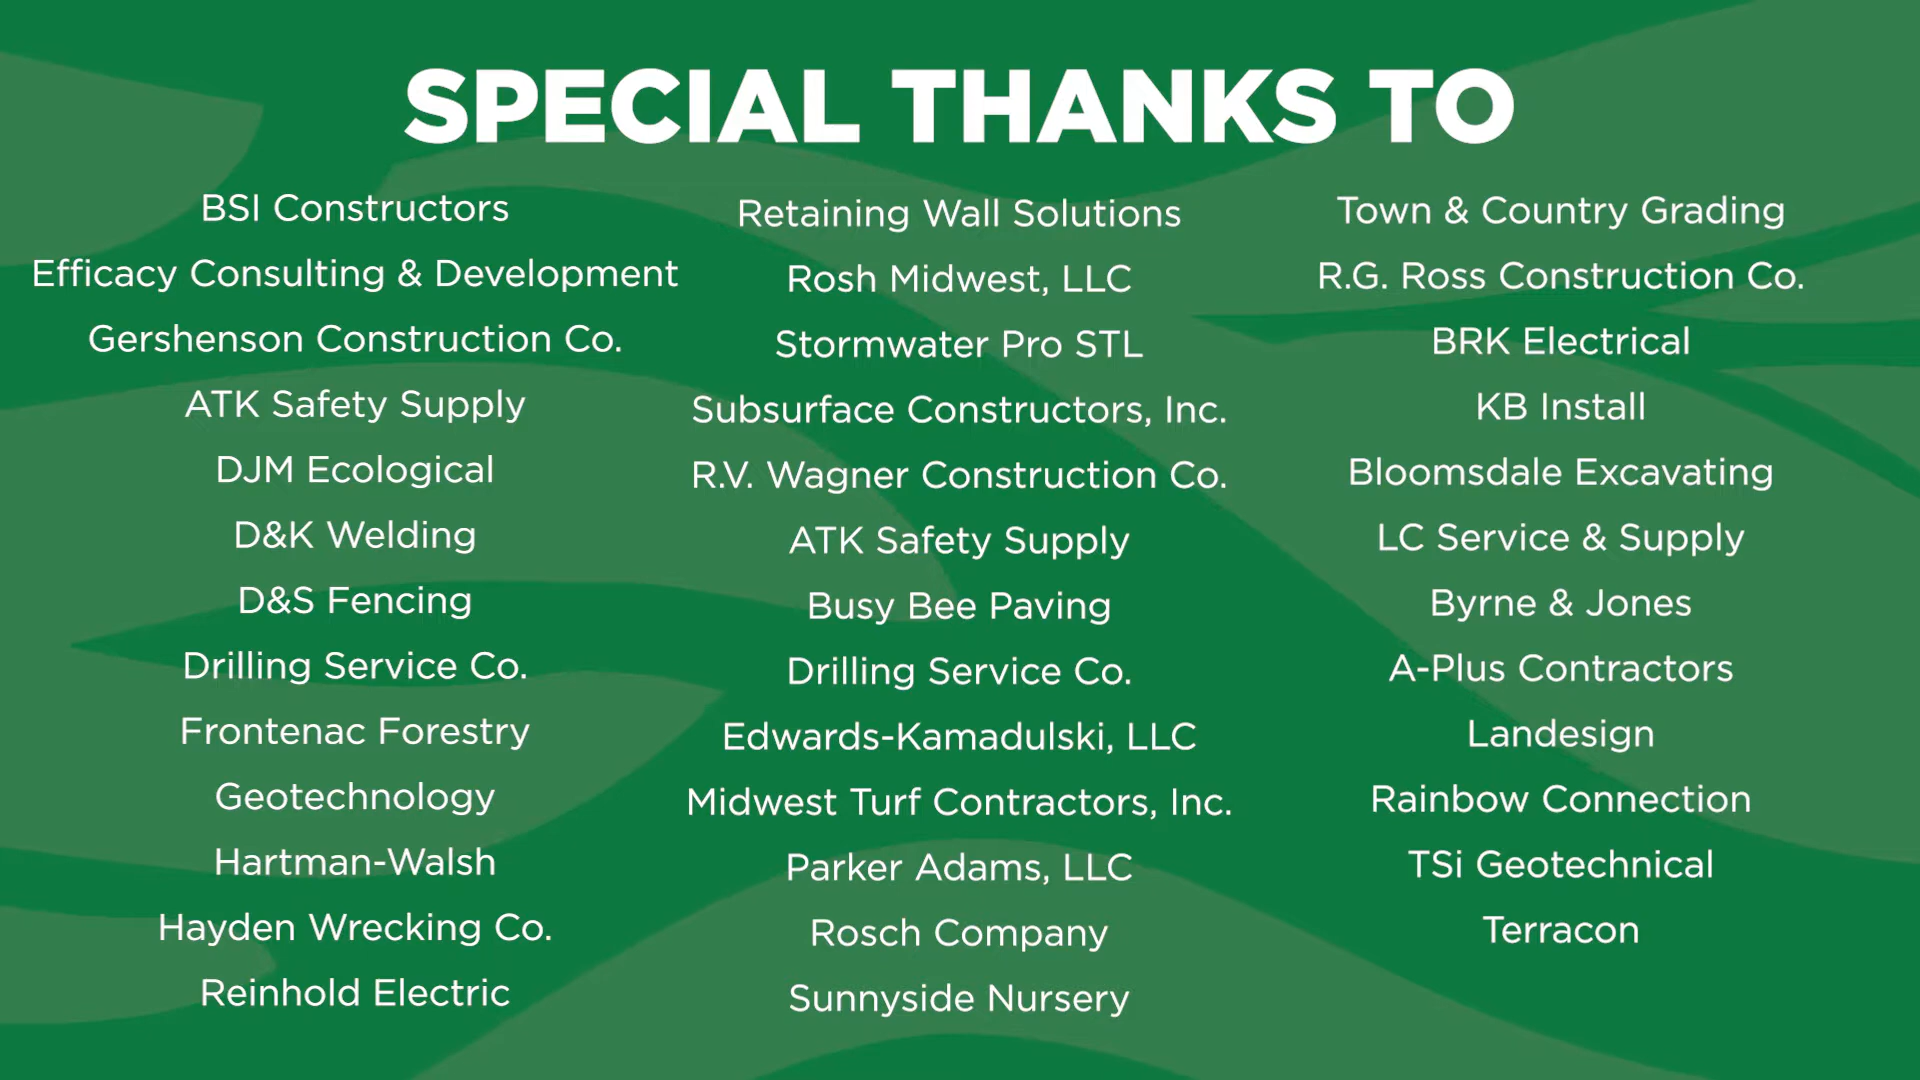 SPECIAL THANKS TO
BSI Constructors
Efficacy Consulting & Development
Gershenson Construction Co.
ATK Safety Supply
DJM Ecological
D&K Welding
D&S Fencing
Drilling Service Co.
Frontenac Forestry
Geotechnology
Hartman-Walsh
Hayden Wrecking Co.
Reinhold Electric
Retaining Wall Solutions
Rosh Midwest, LLC
Stormwater Pro STL
Subsurface Constructors, Inc.
R.V. Wagner Construction Co.
ATK Safety Supply
Busy Bee Paving
Drilling Service Co.
Edwards-Kamadulski, LLC
Midwest Turf Contractors, Inc.
Parker Adams, LLC
Rosch Company
Sunnyside Nursery
Town & Country Grading
R.G. Ross Construction Co.
BRK Electrical
KB Install
Bloomsdale Excavating
LC Service & Supply
Byrne & Jones
A-Plus Contractors
Landesign
Rainbow Connection
TSi Geotechnical
Terracon